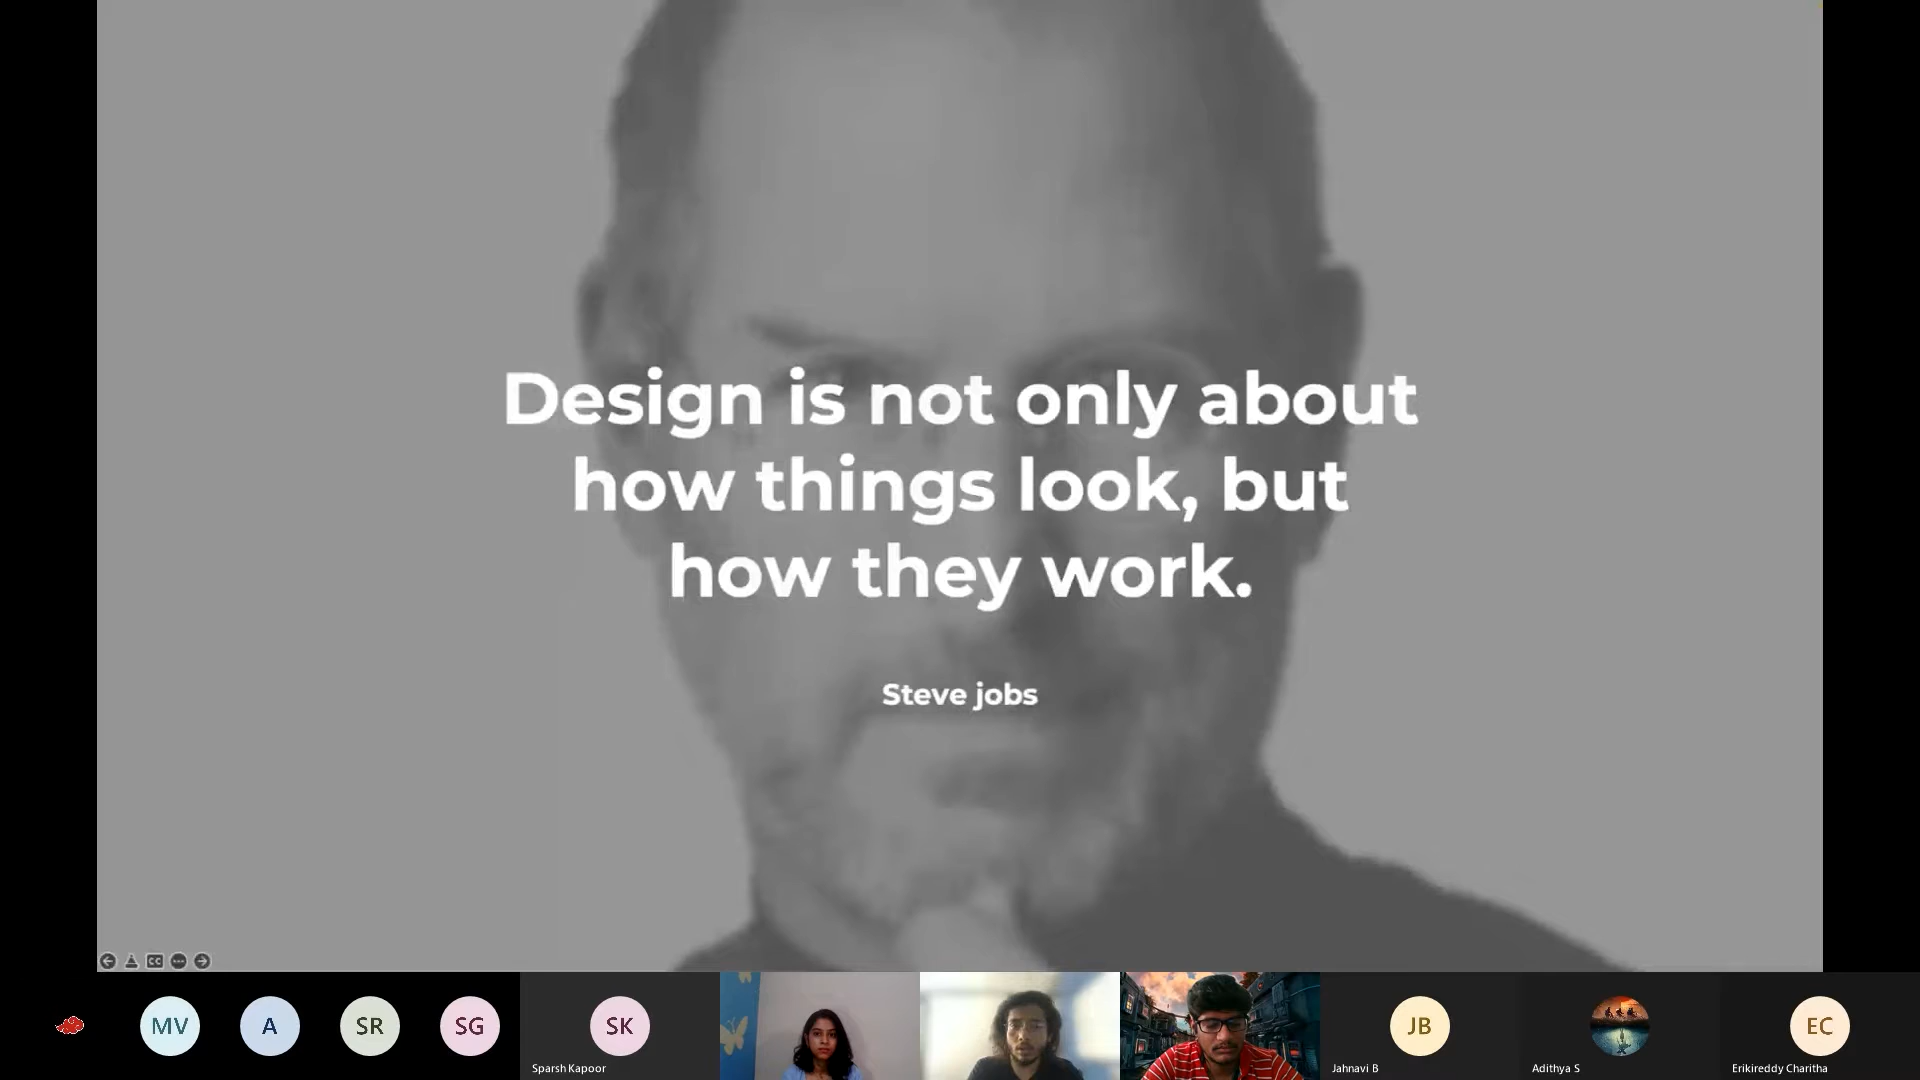 Design is not only about
how things look, but
how they work.
Steve jobs
CC
MV
A
SR
SG
SK
Sparsh Kapoor
JB
Jahnavi B
Adithya S
EC
Erikireddy Charitha